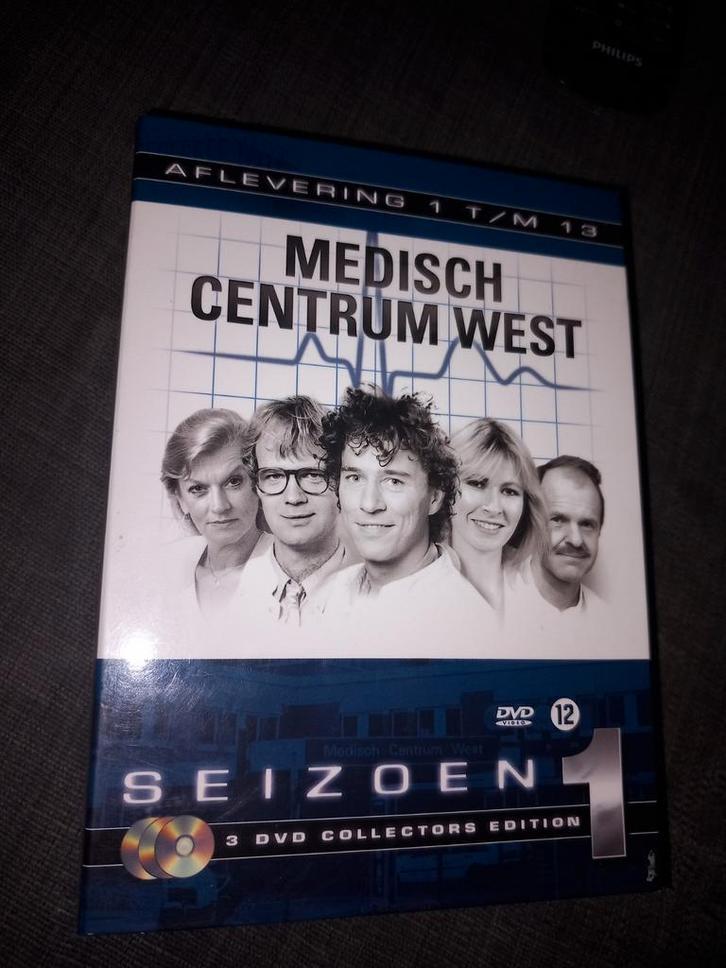 PHILIPS
AFLEVERING 1 T/M 13
MEDISCH
CENTRUM WEST
DVD
VIDEO
12
Medisch Centrum West
SEIZOEN 1
3 DVD COLLECTORS EDITION